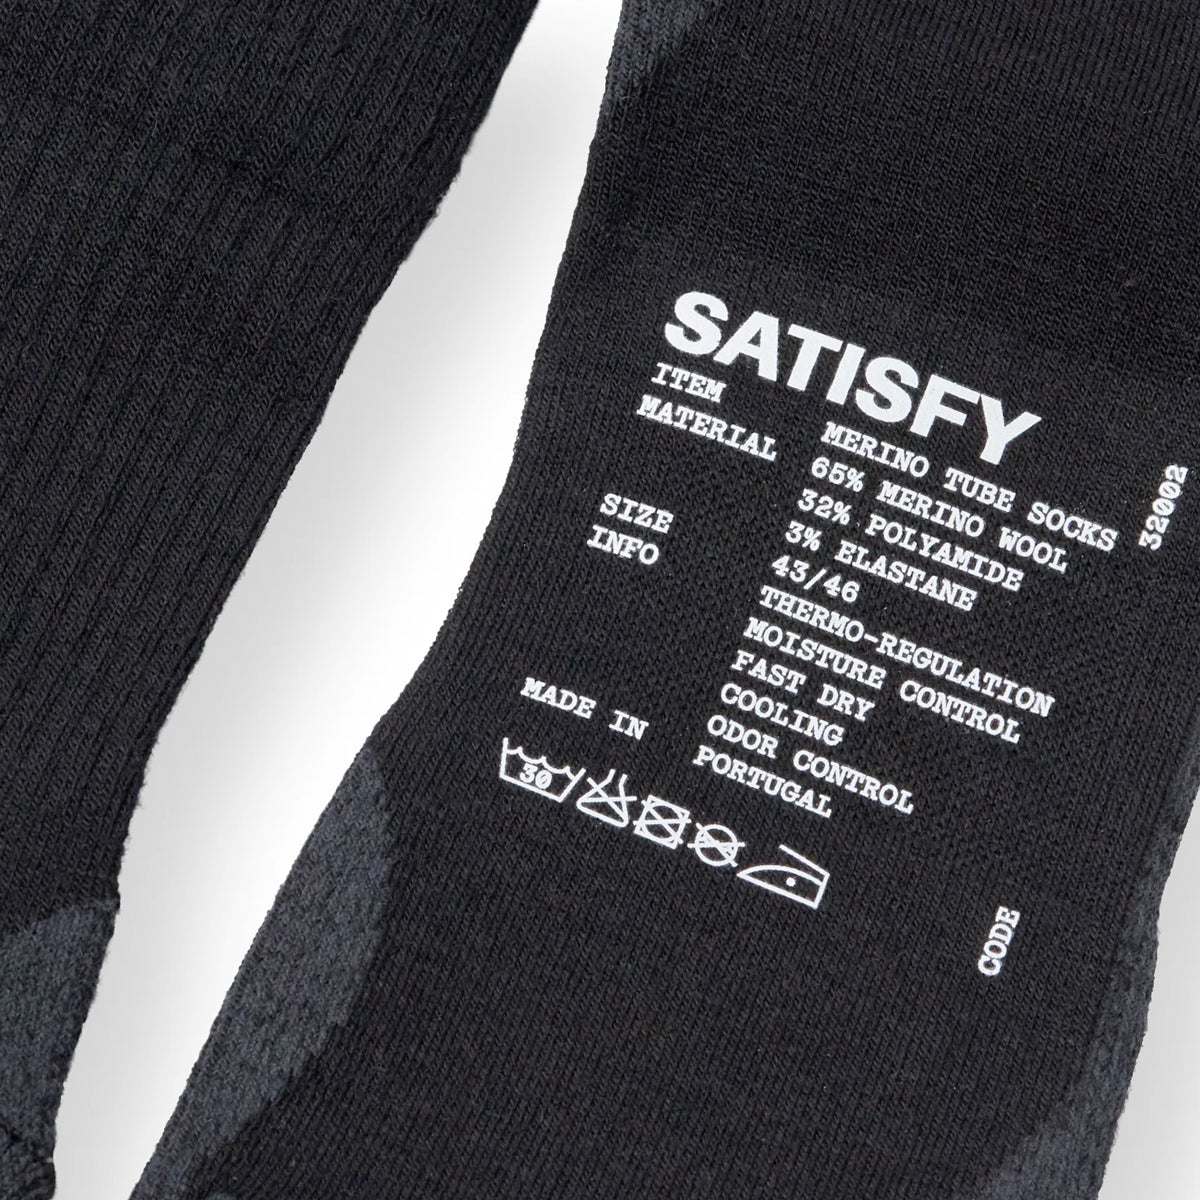 SATISFY
ITEM MERINO TUBE SOCKS
MATERIAL 65% MERINO WOOL
32% POLYAMIDE
3% ELASTANE
SIZE 43/46
INFO THERMO-REGULATION
MOISTURE CONTROL
FAST DRY
COOLING
ODOR CONTROL
MADE IN PORTUGAL
30
CODE 32002